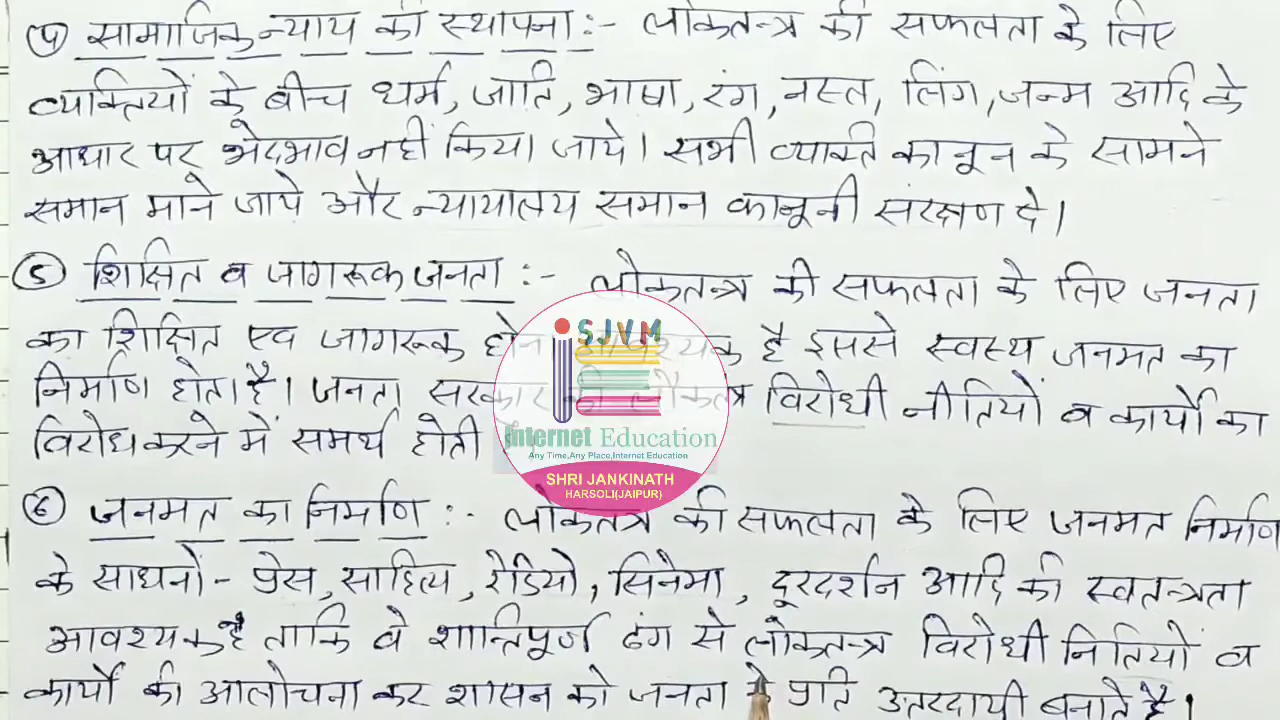 ④ सामाजिक न्याय की स्थापना :- लोकतन्त्र की सफलता के लिए
व्यक्तियों के बीच धर्म, जाति, भाषा, रंग, नस्ल, लिंग, जन्म आदि के
आधार पर भेदभाव नहीं किया जाये। सभी व्यक्ति कानून के सामने
समान माने जाये और न्यायालय समान कानूनी संरक्षण दे।
⑤ शिक्षित व जागरूक जनता :- लोकतन्त्र की सफलता के लिए जनता
का शिक्षित एव जागरूक है इससे स्वस्थ जनमत का
निर्माण होता है। जनता सरकार की विरोधी नीतियों व कार्यो का
विरोध करने में समर्थ होती
SJVM
Internet Education
Any Time,Any Place,Internet Education
SHRI JANKINATH
HARSOLI(JAIPUR)
⑥ जनमत का निर्माण :- लोकतन्त्र की सफलता के लिए जनमत निर्माण
के साधनों - प्रेस, साहित्य, रेडियो, सिनेमा, दूरदर्शन आदि की स्वतन्त्रता
आवश्यक है ताकि वे शान्तिपूर्ण ढंग से लोकतन्त्र विरोधी नितियों व
कार्यो की आलोचना कर शासन को जनता के प्रति उत्तरदायी बनाते है।